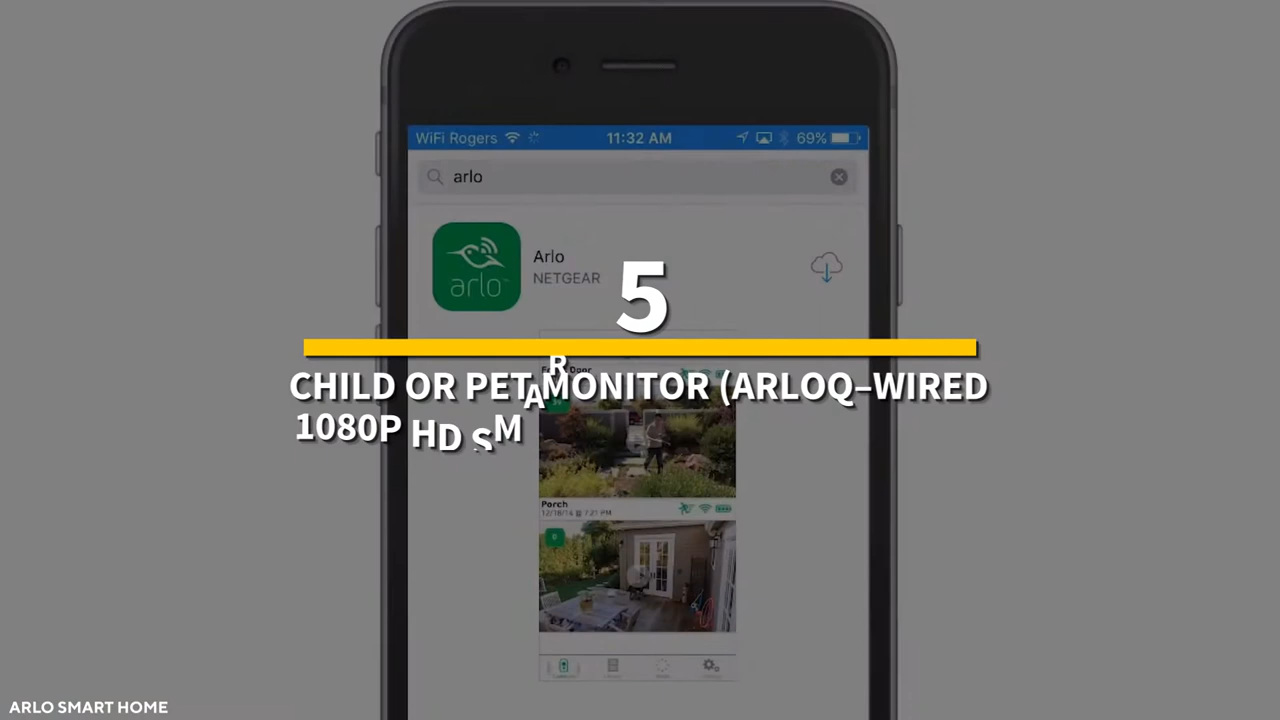 WiFi Rogers 11:32 AM 69%
arlo
arlo
Arlo
NETGEAR
5
CHILD OR PET MONITOR (ARLOQ–WIRED
1080P HD SMAR
Porch
ARLO SMART HOME